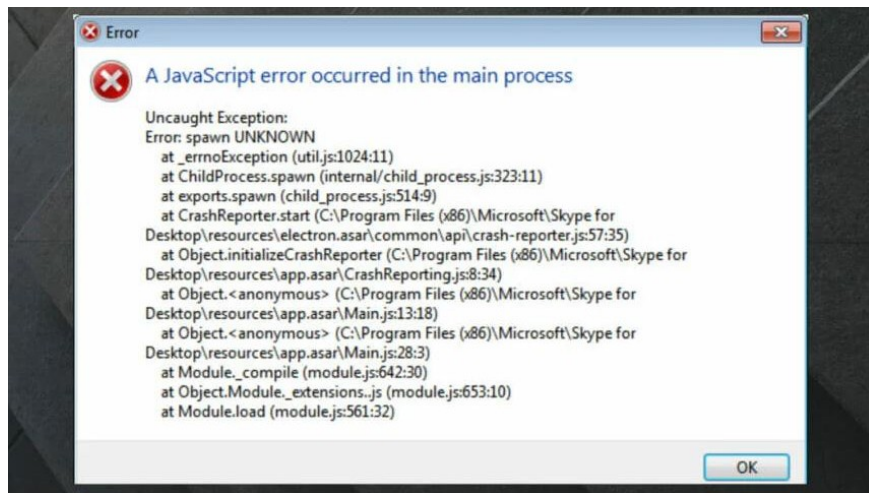 Error
A JavaScript error occurred in the main process
Uncaught Exception:
Error: spawn UNKNOWN
at _errnoException (util.js:1024:11)
at ChildProcess.spawn (internal/child_process.js:323:11)
at exports.spawn (child_process.js:514:9)
at CrashReporter.start (C:\Program Files (x86)\Microsoft\Skype for
Desktop\resources\electron.asar\common\api\crash-reporter.js:57:35)
at Object.initializeCrashReporter (C:\Program Files (x86)\Microsoft\Skype for
Desktop\resources\app.asar\CrashReporting.js:8:34)
at Object.<anonymous> (C:\Program Files (x86)\Microsoft\Skype for
Desktop\resources\app.asar\Main.js:13:18)
at Object.<anonymous> (C:\Program Files (x86)\Microsoft\Skype for
Desktop\resources\app.asar\Main.js:28:3)
at Module._compile (module.js:642:30)
at Object.Module._extensions..js (module.js:653:10)
at Module.load (module.js:561:32)
OK